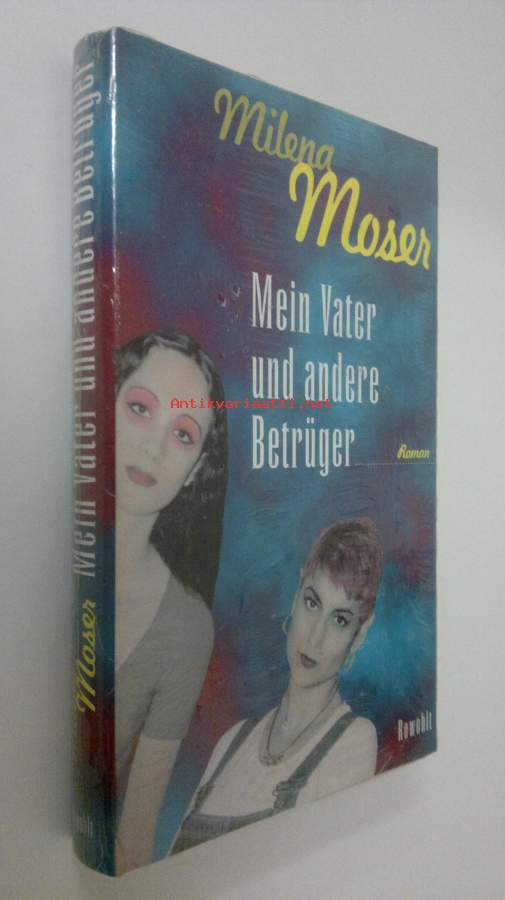 Milena
Moser
Mein Vater
und andere
Betrüger
Roman
Rowohlt
Moser Mein Vater und andere Betrüger
Rowohlt
Antikvariaatti.net